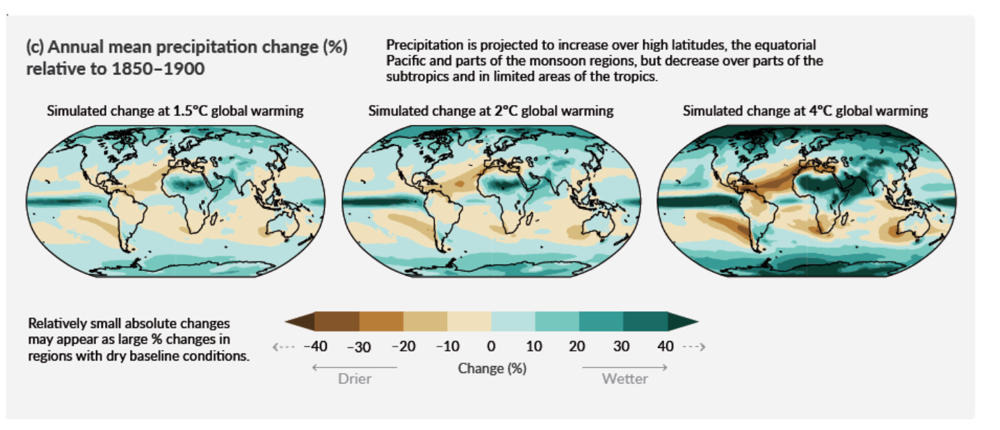 (c) Annual mean precipitation change (%)
relative to 1850–1900
Precipitation is projected to increase over high latitudes, the equatorial
Pacific and parts of the monsoon regions, but decrease over parts of the
subtropics and in limited areas of the tropics.
Simulated change at 1.5°C global warming
Simulated change at 2°C global warming
Simulated change at 4°C global warming
Relatively small absolute changes
may appear as large % changes in
regions with dry baseline conditions.
−40 −30 −20 −10 0 10 20 30 40
Change (%)
Drier
Wetter